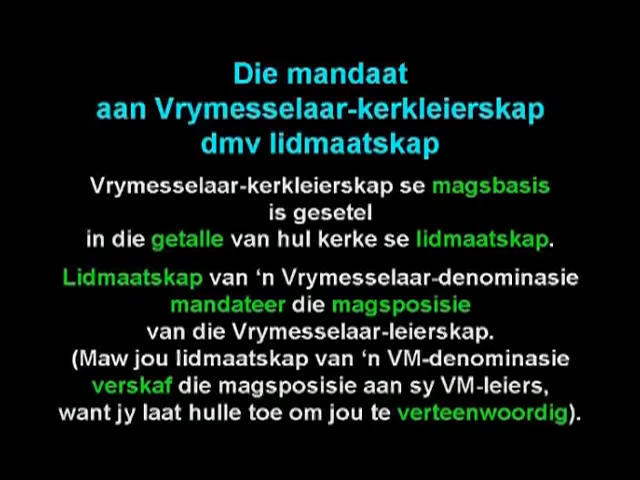 Die mandaat
aan Vrymesselaar-kerkleierskap
dmv lidmaatskap
Vrymesselaar-kerkleierskap se magsbasis
is gesetel
in die getalle van hul kerke se lidmaatskap.
Lidmaatskap van ‘n Vrymesselaar-denominasie
mandateer die magsposisie
van die Vrymesselaar-leierskap.
(Maw jou lidmaatskap van ‘n VM-denominasie
verskaf die magsposisie aan sy VM-leiers,
want jy laat hulle toe om jou te verteenwoordig).